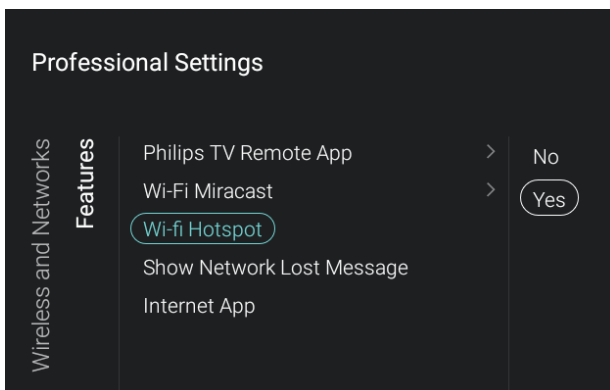 Professional Settings
Wireless and Networks
Features
Philips TV Remote App
Wi-Fi Miracast
Wi-fi Hotspot
Show Network Lost Message
Internet App
No
Yes